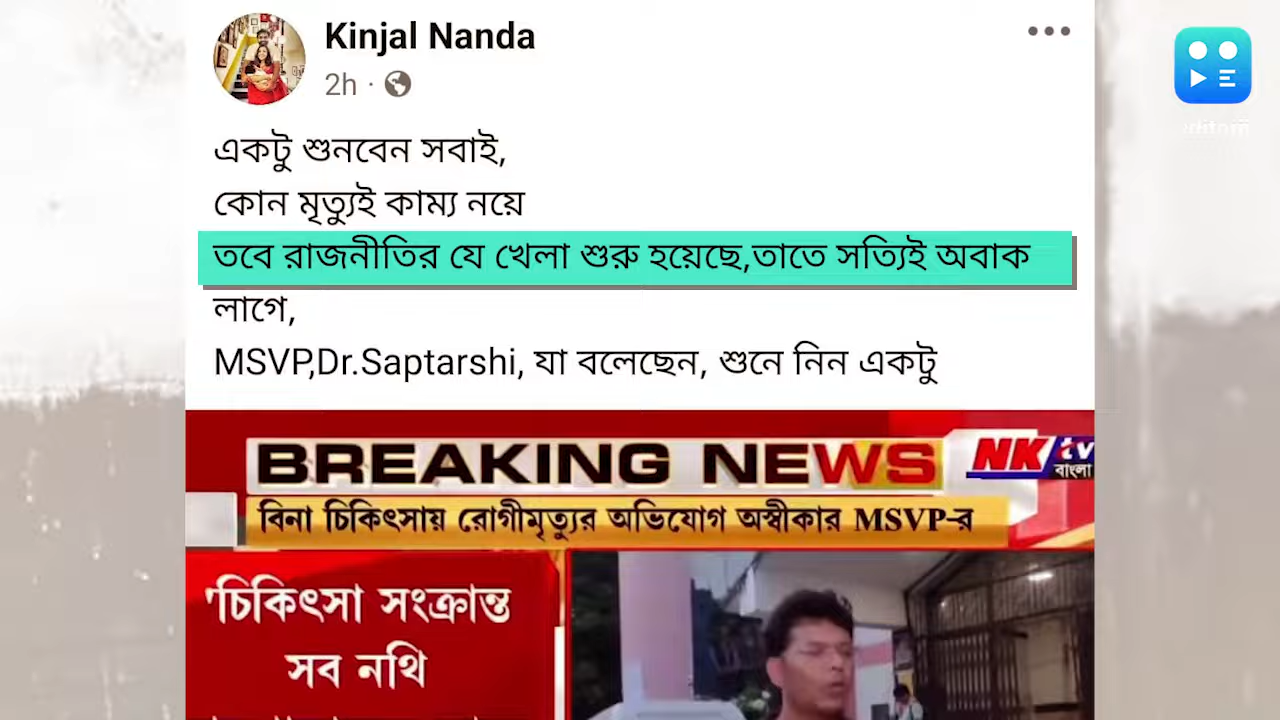 Kinjal Nanda
2h ·
একটু শুনবেন সবাই,
কোন মৃত্যুই কাম্য নয়ে
তবে রাজনীতির যে খেলা শুরু হয়েছে,তাতে সত্যিই অবাক
লাগে,
MSVP,Dr.Saptarshi, যা বলেছেন, শুনে নিন একটু
BREAKING NEWS
NK tv
বাংলা
বিনা চিকিৎসায় রোগীমৃত্যুর অভিযোগ অস্বীকার MSVP-র
'চিকিৎসা সংক্রান্ত
সব নথি